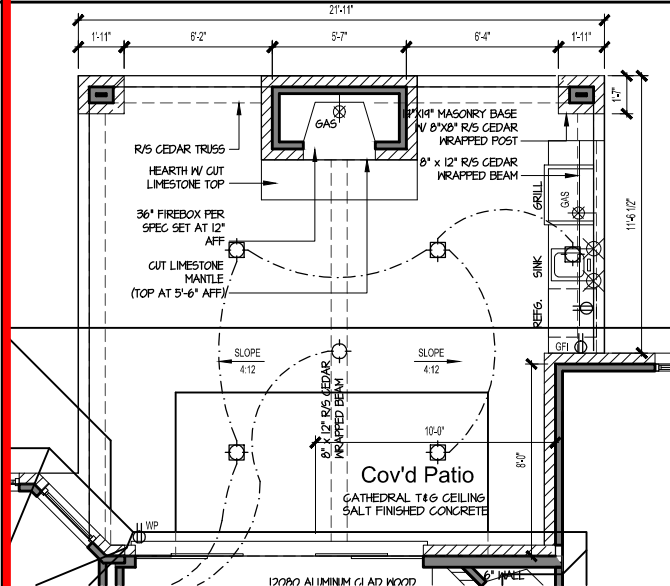 21'-11"
1'-11"
6'-2"
5'-7"
6'-4"
1'-11"
1'-7"
GAS
19"X19" MASONRY BASE
W/ 8"X8" R/S CEDAR
WRAPPED POST
R/S CEDAR TRUSS
8" x 12" R/S CEDAR
WRAPPED BEAM
HEARTH W/ CUT
LIMESTONE TOP
GRILL
GAS
11'-6 1/2"
36" FIREBOX PER
SPEC SET AT 12"
AFF
CUT LIMESTONE
MANTLE
(TOP AT 5'-6" AFF)
SINK
REFG.
GFI
SLOPE
4:12
SLOPE
4:12
8" x 12" R/S CEDAR
WRAPPED BEAM
10'-0"
8'-0"
Cov'd Patio
CATHEDRAL T&G CEILING
SALT FINISHED CONCRETE
WP
6" WALL
12080 ALUMINUM CLAD WOOD